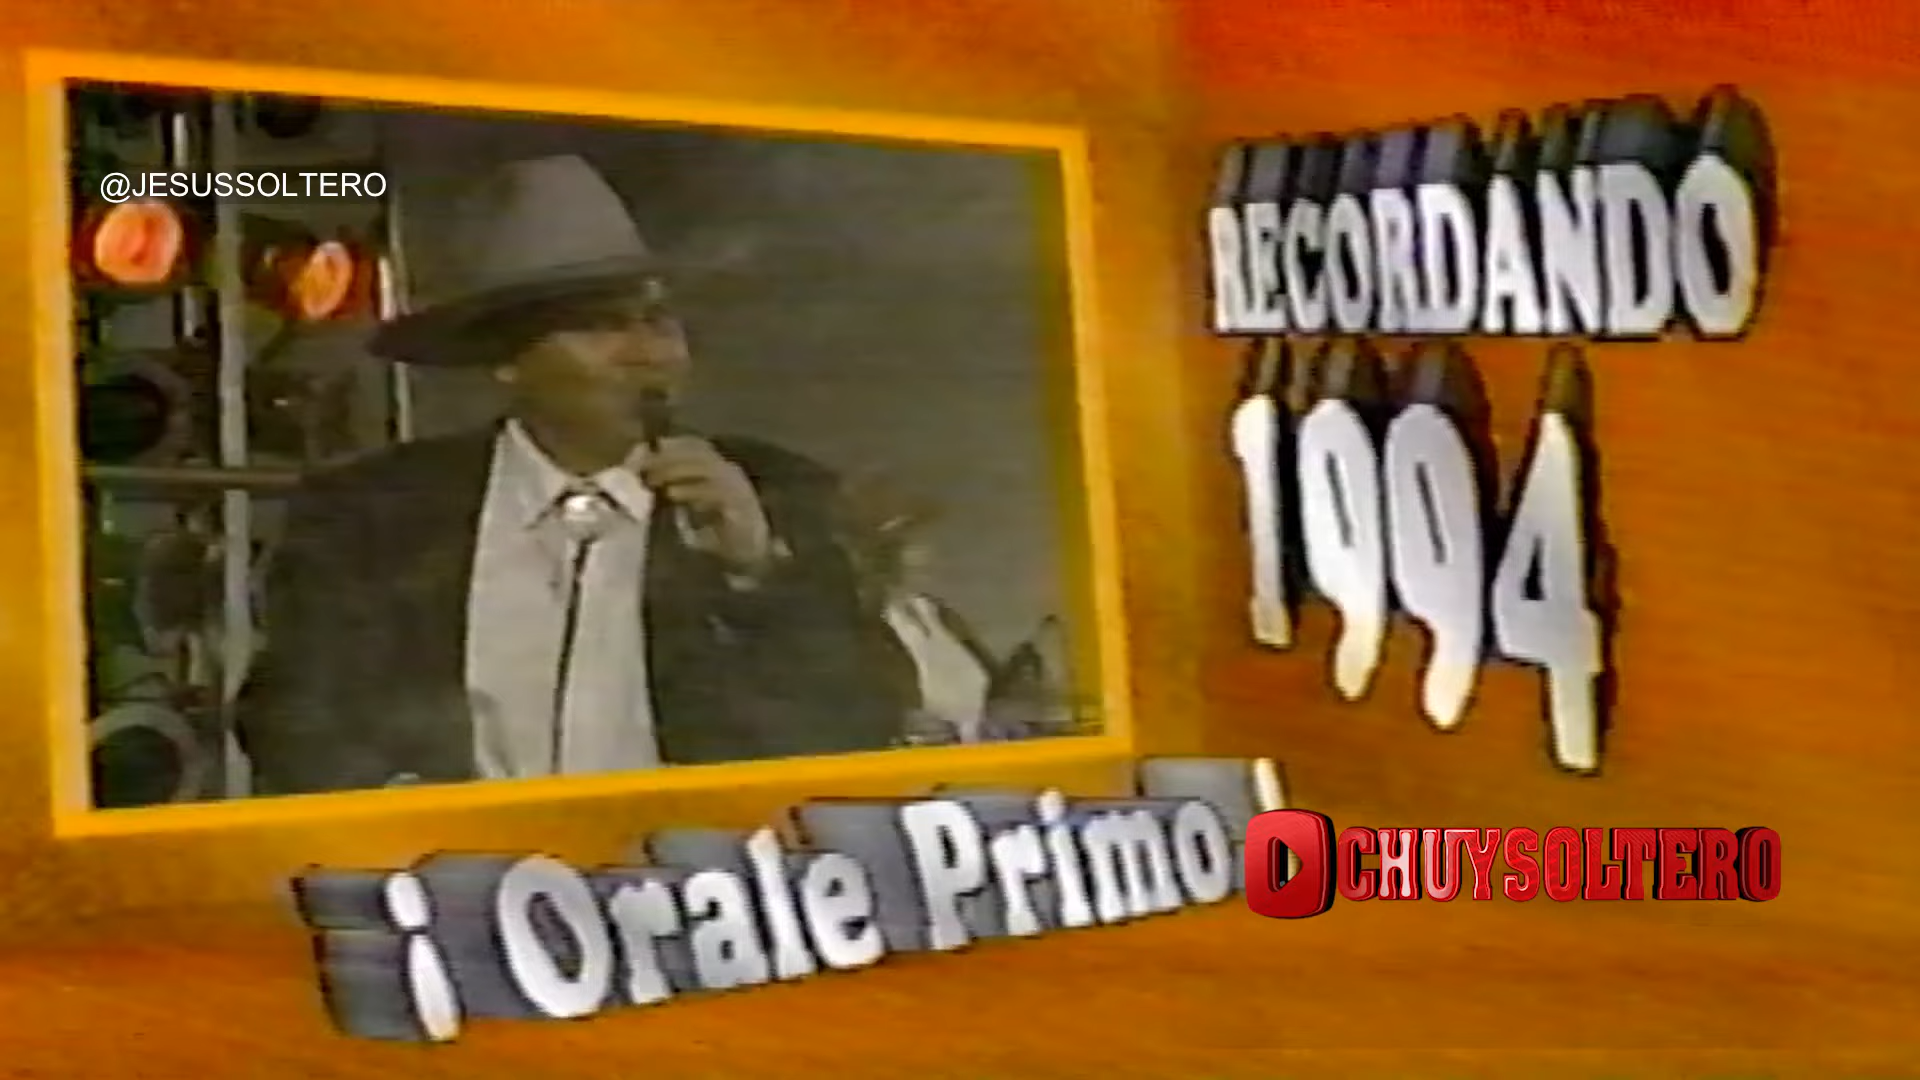 @JESUSSOLTERO
RECORDANDO
1994
¡Orale Primo!
CHUYSOLTERO